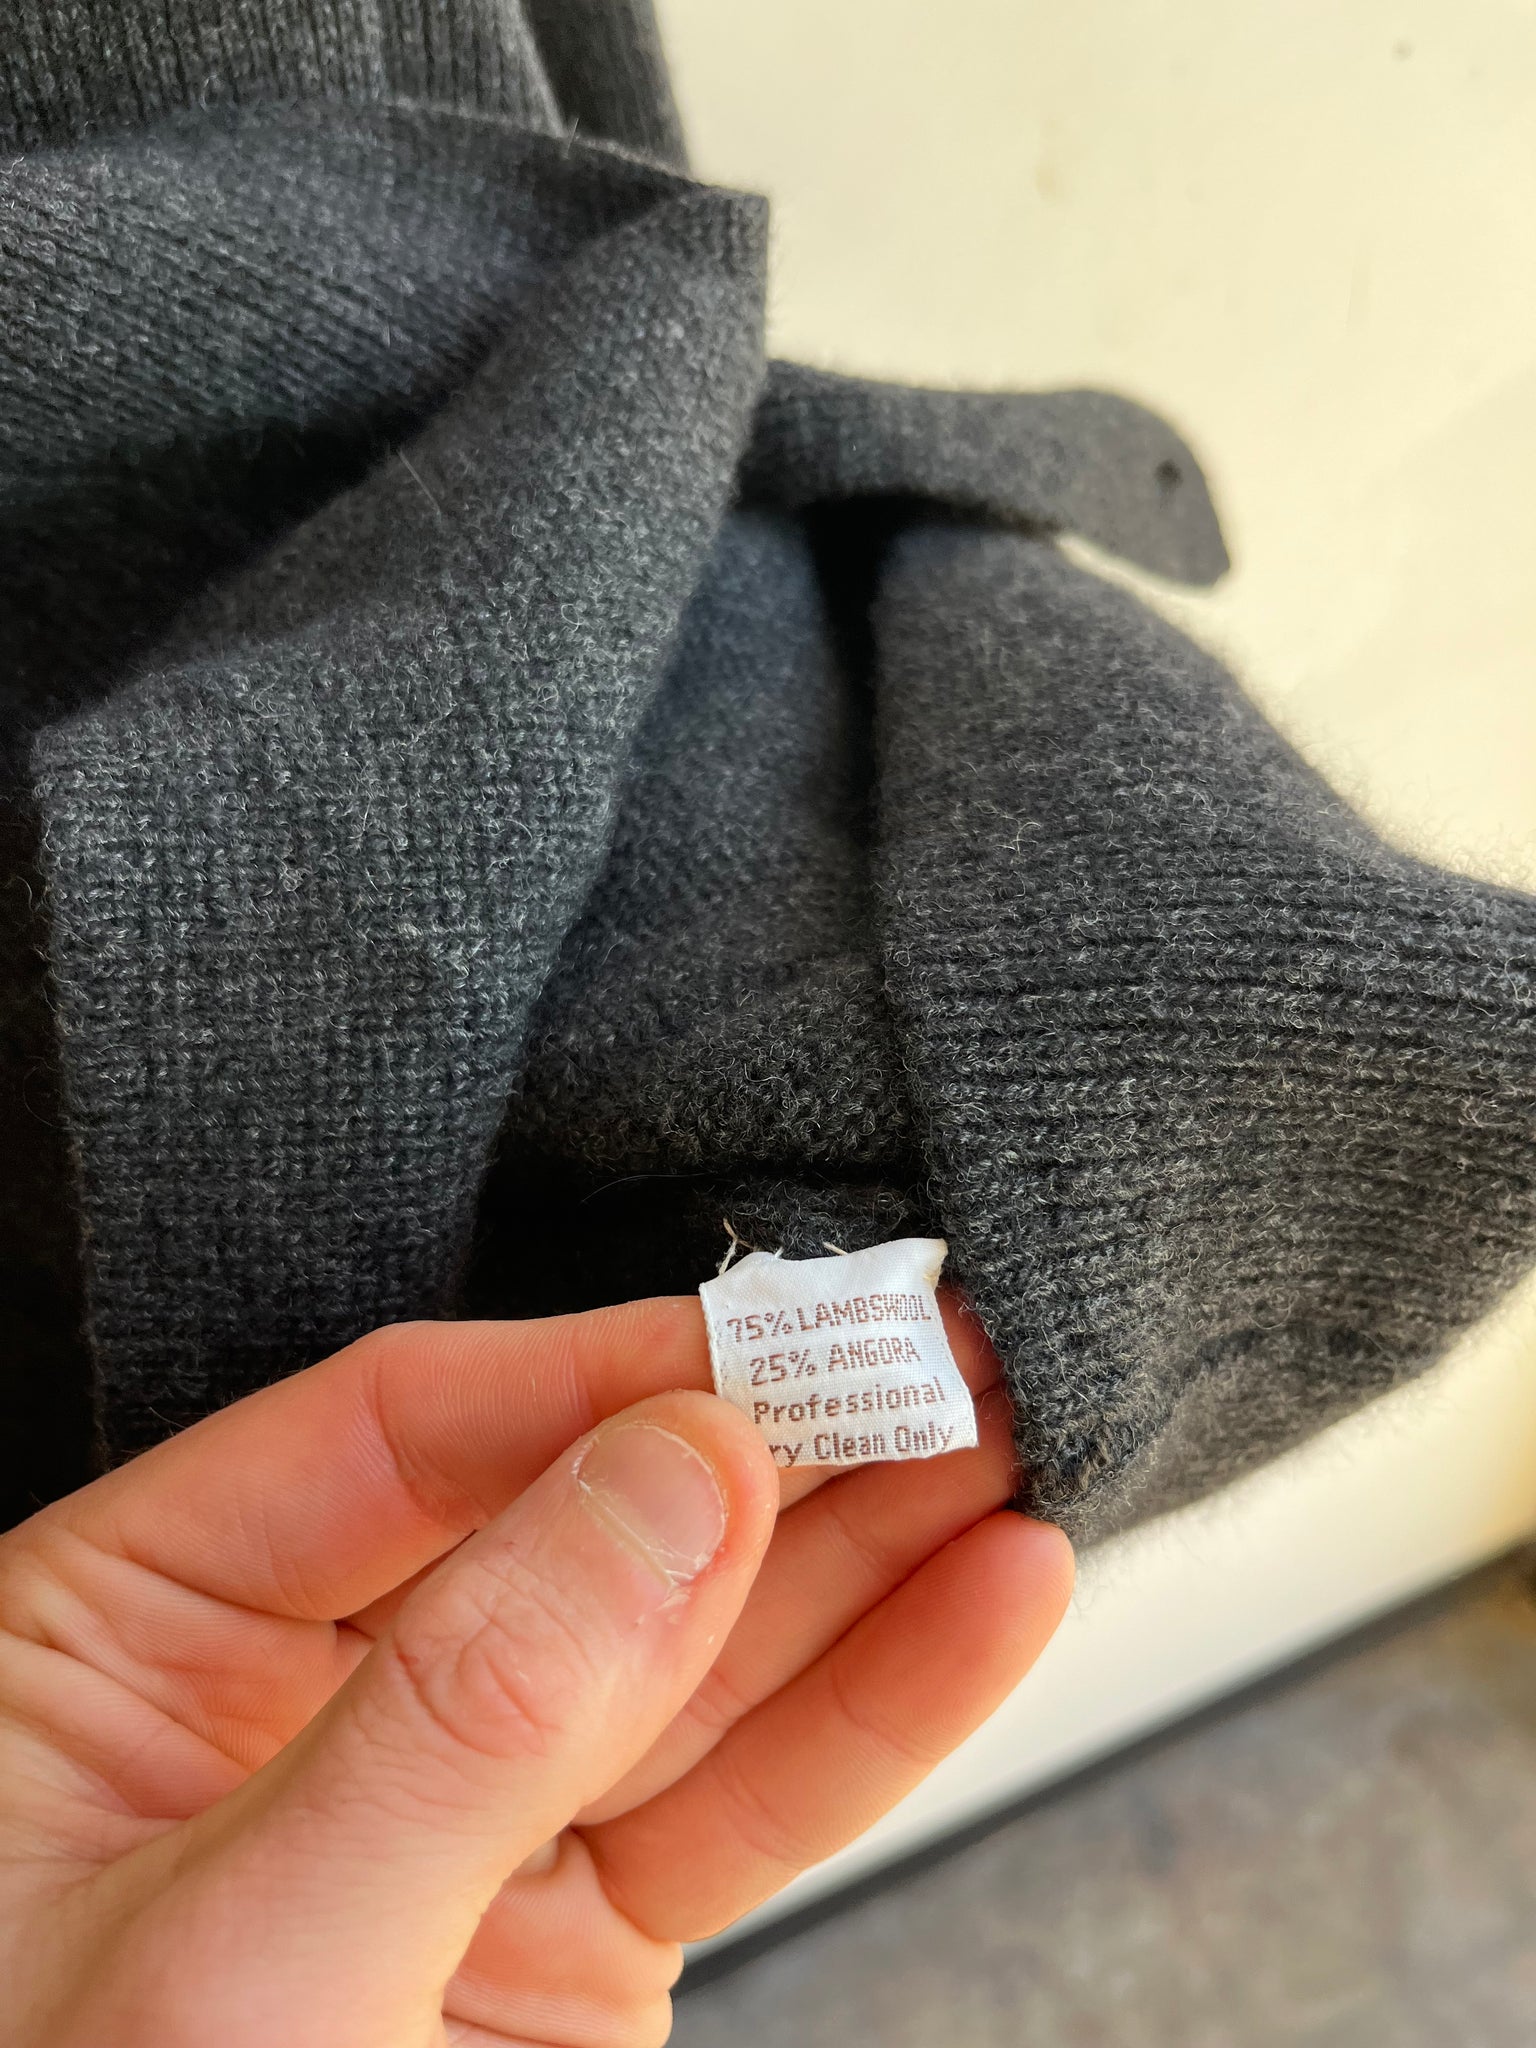 75% LAMBSWOOL
25% ANGORA
Professional
ry Clean Only